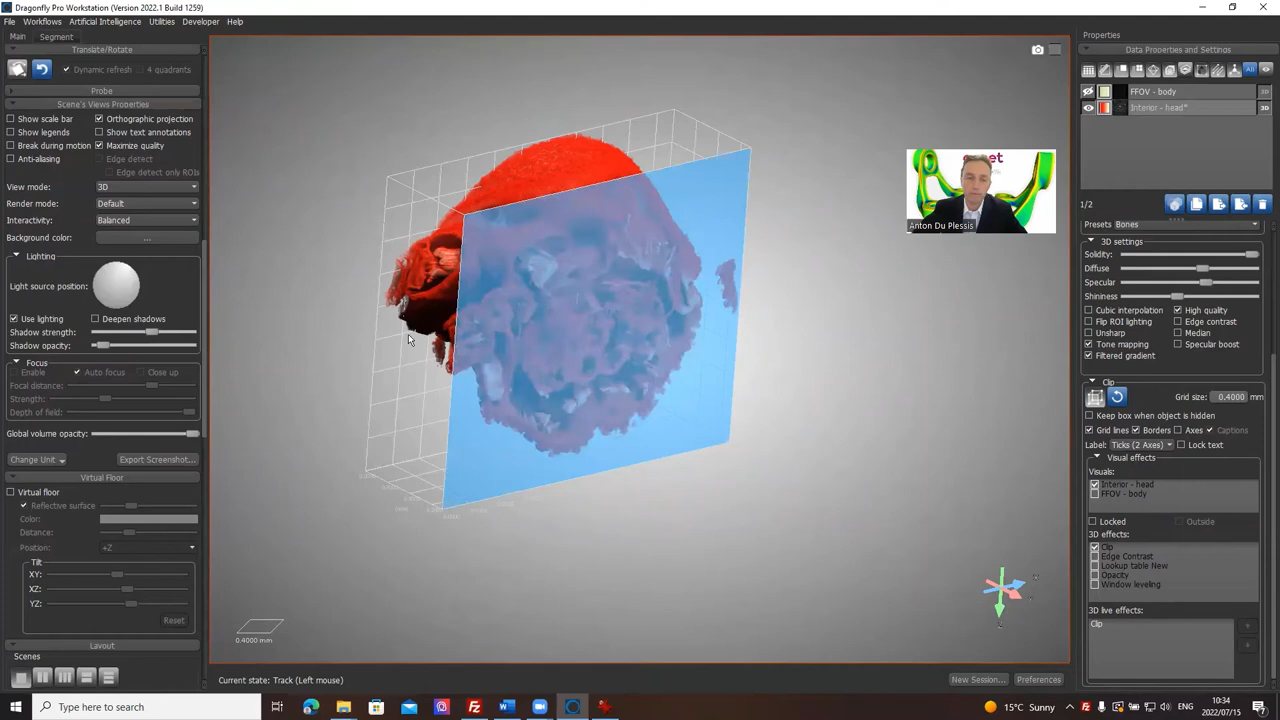 Dragonfly Pro Workstation (Version 2022.1 Build 1259)
File Workflows Artificial Intelligence Utilities Developer Help
Main Segment
Translate/Rotate
Dynamic refresh 4 quadrants
Probe
Scene's Views Properties
Show scale bar Orthographic projection
Show legends Show text annotations
Break during motion Maximize quality
Anti-aliasing Edge detect
Edge detect only ROIs
View mode: 3D
Render mode: Default
Interactivity: Balanced
Background color: ...
Lighting
Light source position:
Use lighting Deepen shadows
Shadow strength:
Shadow opacity:
Focus
Enable Auto focus Close up
Focal distance:
Strength:
Depth of field:
Global volume opacity:
Change Unit Export Screenshot...
Virtual Floor
Virtual floor
Reflective surface
Color:
Distance:
Position: +Z
Tilt
XY:
XZ:
YZ:
Reset
Layout
Scenes
0.4000 mm
Anton Du Plessis
Current state: Track (Left mouse)
New Session... Preferences
Properties
Data Properties and Settings
All
FFOV - body 3D
Interior - head* 3D
1/2
Presets Bones
3D settings
Solidity:
Diffuse
Specular
Shininess
Cubic interpolation High quality
Flip ROI lighting Edge contrast
Unsharp Median
Tone mapping Specular boost
Filtered gradient
Clip
Grid size: 0.4000 mm
Keep box when object is hidden
Grid lines Borders Axes Captions
Label: Ticks (2 Axes) Lock text
Visual effects
Visuals:
Interior - head
FFOV - body
Locked Outside
3D effects:
Clip
Edge Contrast
Lookup table New
Opacity
Window leveling
3D live effects:
Clip
Type here to search
15°C Sunny
ENG
10:34
2022/07/15